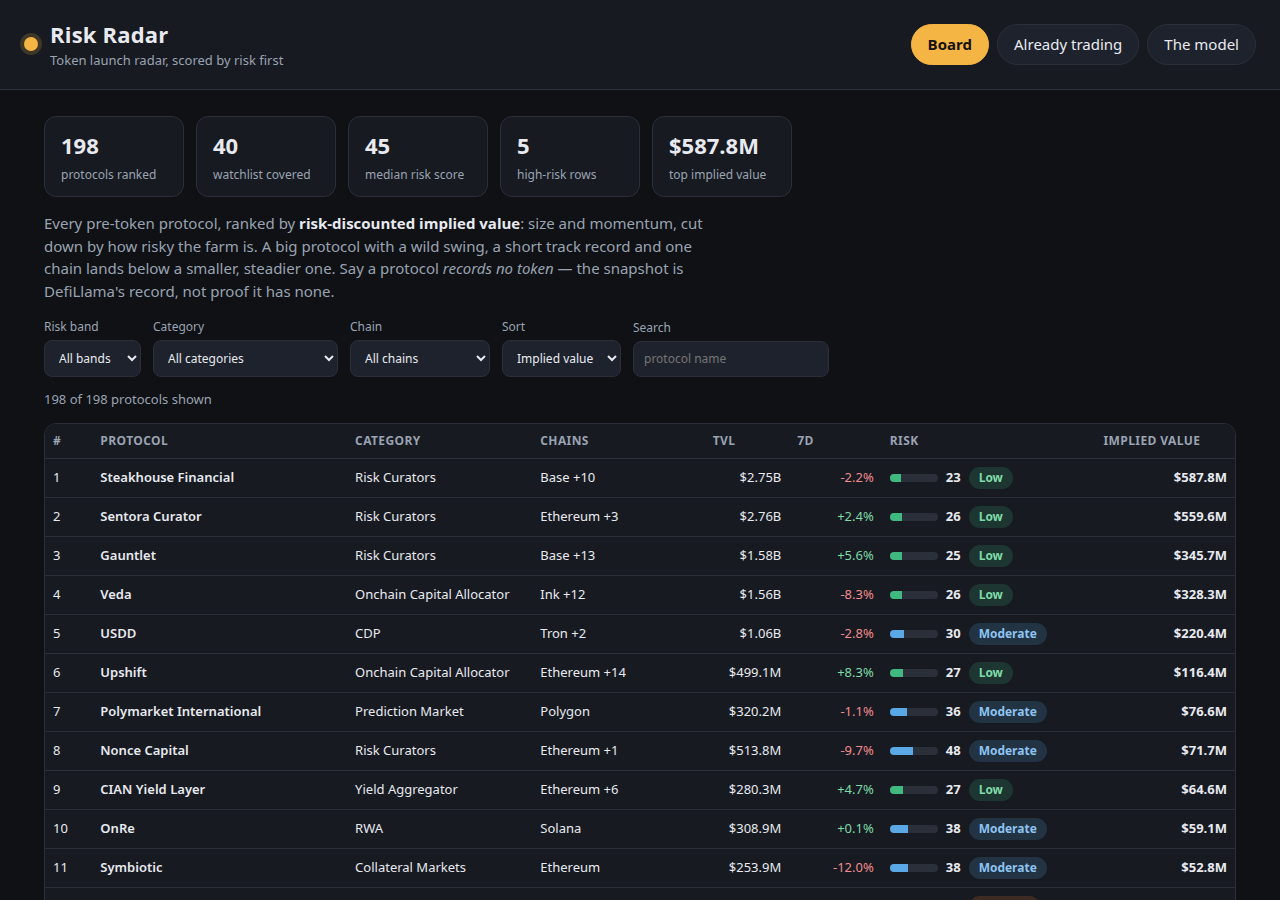 Risk Radar
Token launch radar, scored by risk first
Board
Already trading
The model
198
protocols ranked
40
watchlist covered
45
median risk score
5
high-risk rows
$587.8M
top implied value
Every pre-token protocol, ranked by risk-discounted implied value: size and momentum, cut
down by how risky the farm is. A big protocol with a wild swing, a short track record and one
chain lands below a smaller, steadier one. Say a protocol records no token — the snapshot is
DefiLlama's record, not proof it has none.
Risk band
Category
Chain
Sort
Search
All bands
All categories
All chains
Implied value
protocol name
198 of 198 protocols shown
# PROTOCOL CATEGORY CHAINS TVL 7D RISK IMPLIED VALUE
1 Steakhouse Financial Risk Curators Base +10 $2.75B -2.2% 23 Low $587.8M
2 Sentora Curator Risk Curators Ethereum +3 $2.76B +2.4% 26 Low $559.6M
3 Gauntlet Risk Curators Base +13 $1.58B +5.6% 25 Low $345.7M
4 Veda Onchain Capital Allocator Ink +12 $1.56B -8.3% 26 Low $328.3M
5 USDD CDP Tron +2 $1.06B -2.8% 30 Moderate $220.4M
6 Upshift Onchain Capital Allocator Ethereum +14 $499.1M +8.3% 27 Low $116.4M
7 Polymarket International Prediction Market Polygon $320.2M -1.1% 36 Moderate $76.6M
8 Nonce Capital Risk Curators Ethereum +1 $513.8M -9.7% 48 Moderate $71.7M
9 CIAN Yield Layer Yield Aggregator Ethereum +6 $280.3M +4.7% 27 Low $64.6M
10 OnRe RWA Solana $308.9M +0.1% 38 Moderate $59.1M
11 Symbiotic Collateral Markets Ethereum $253.9M -12.0% 38 Moderate $52.8M